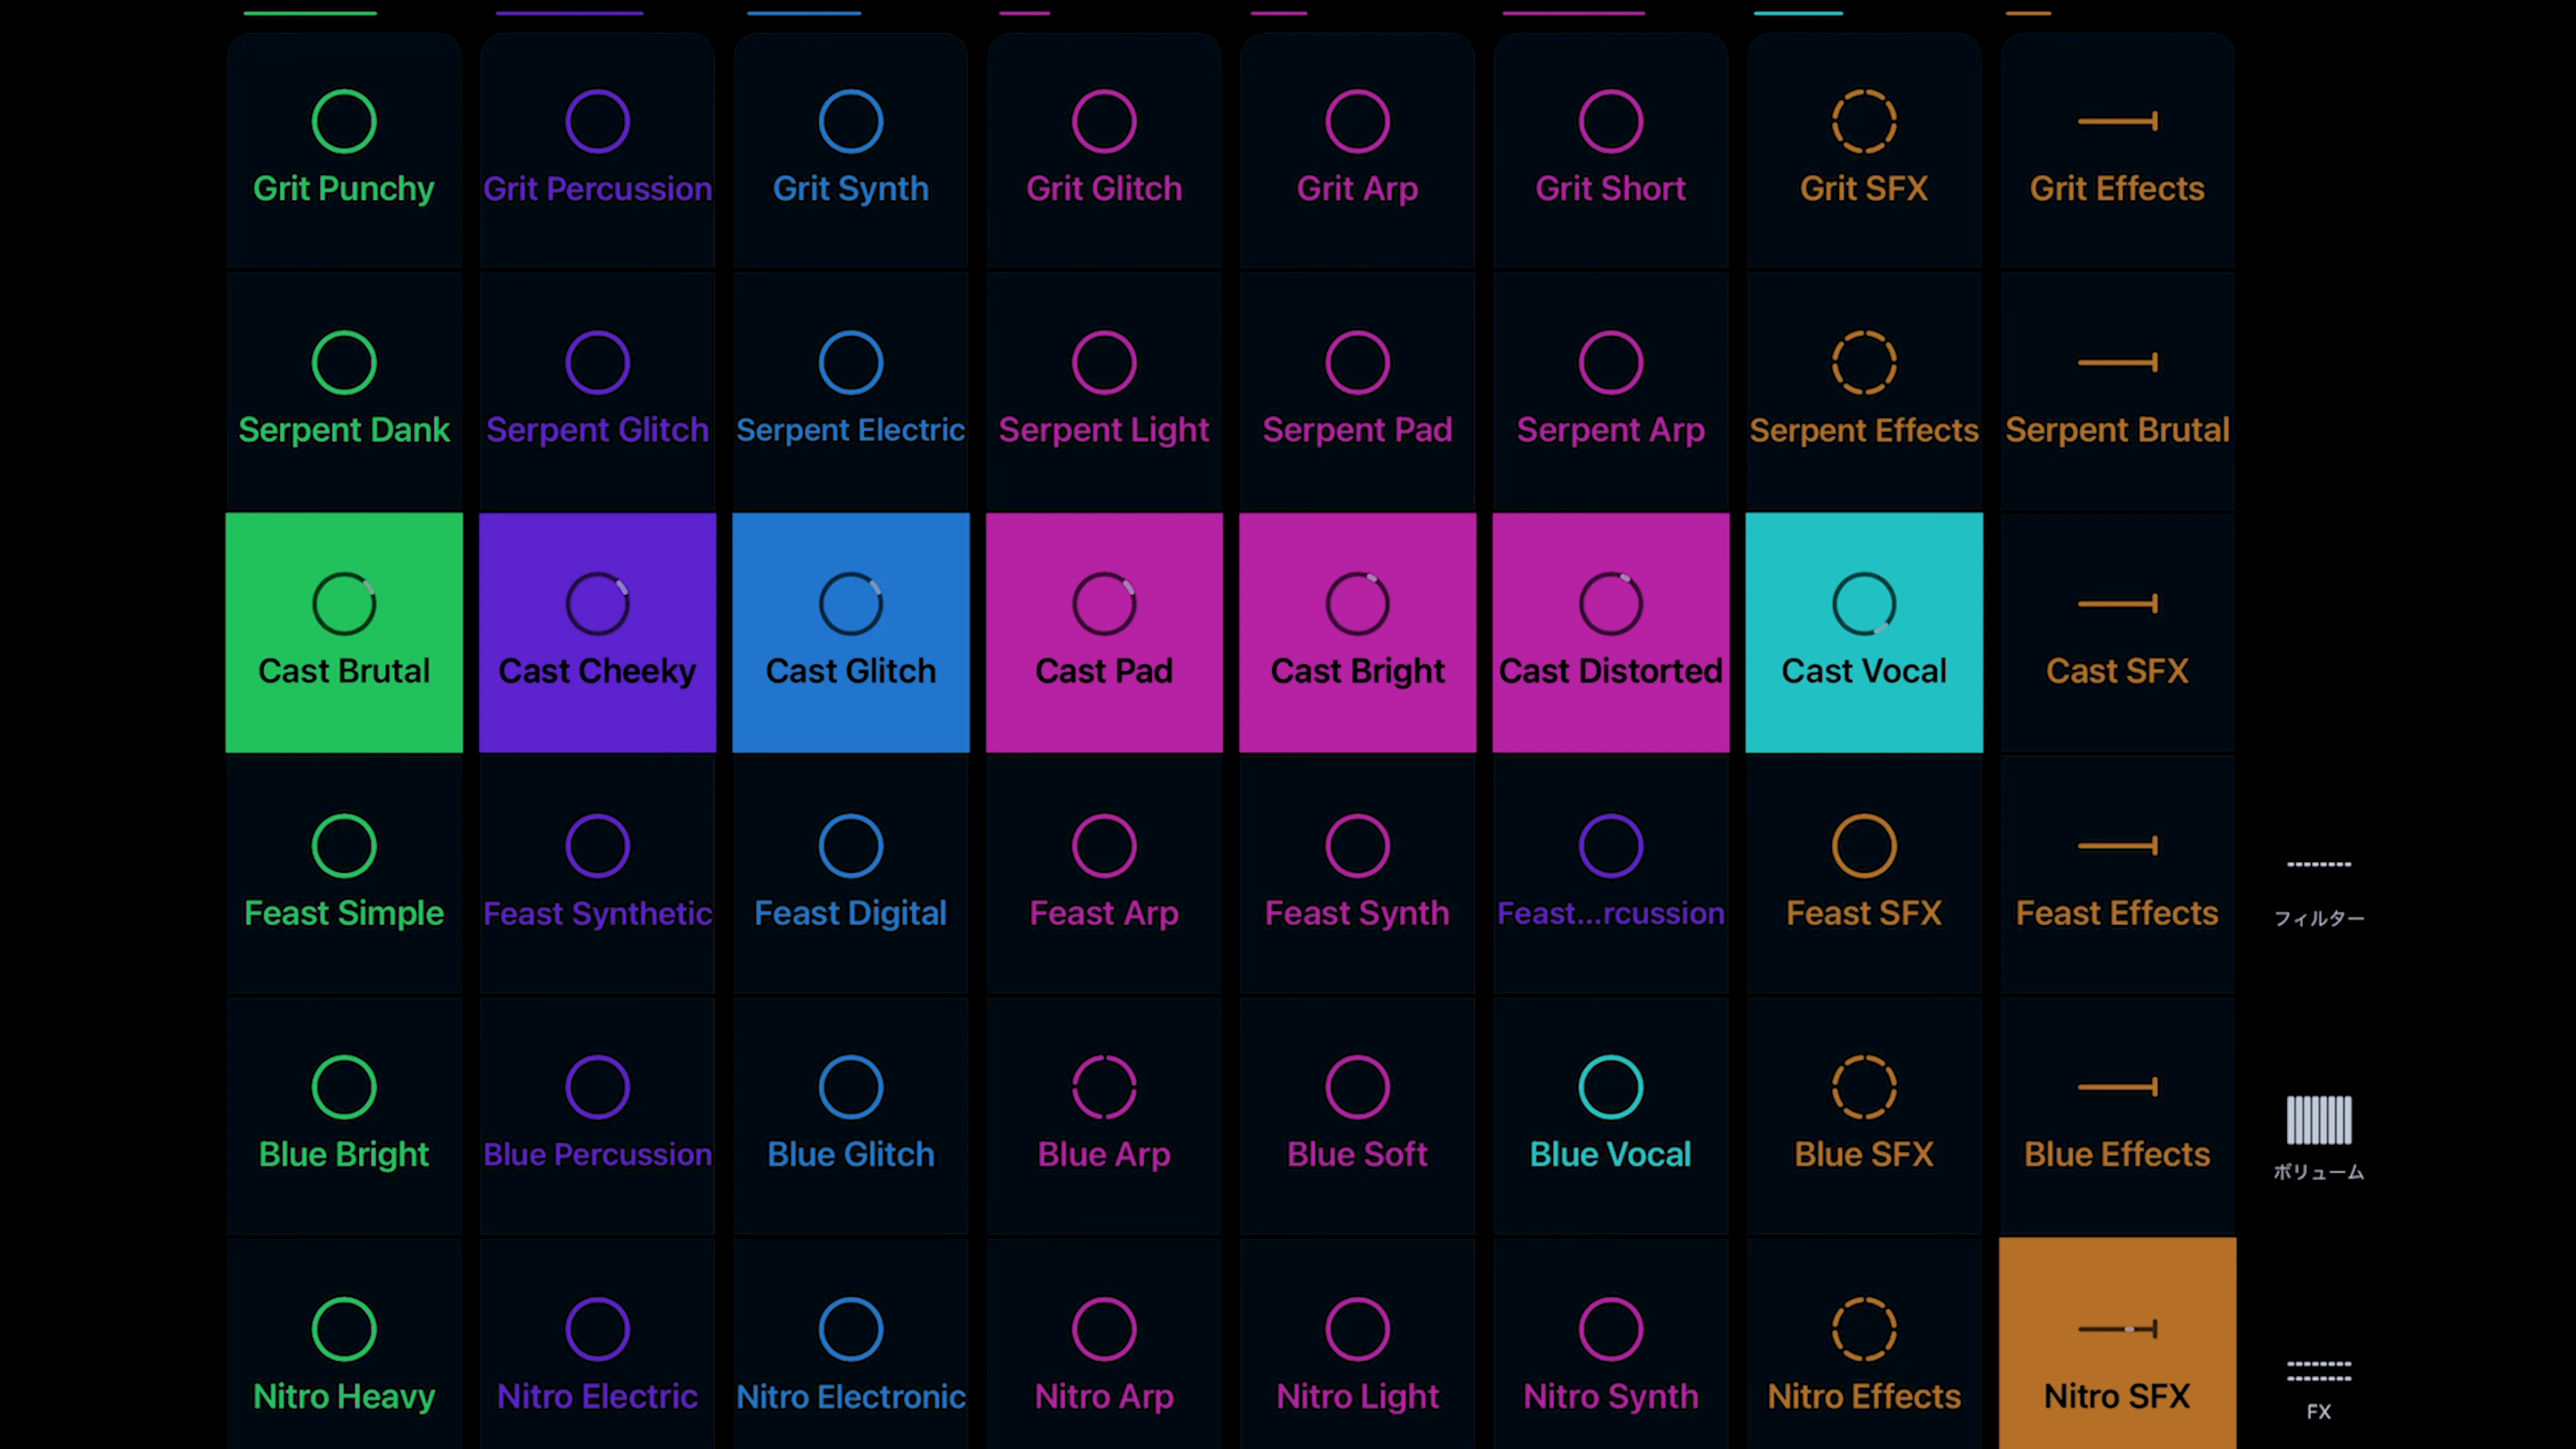 Grit Punchy
Grit Percussion
Grit Synth
Grit Glitch
Grit Arp
Grit Short
Grit SFX
Grit Effects
Serpent Dank
Serpent Glitch
Serpent Electric
Serpent Light
Serpent Pad
Serpent Arp
Serpent Effects
Serpent Brutal
Cast Brutal
Cast Cheeky
Cast Glitch
Cast Pad
Cast Bright
Cast Distorted
Cast Vocal
Cast SFX
Feast Simple
Feast Synthetic
Feast Digital
Feast Arp
Feast Synth
Feast...rcussion
Feast SFX
Feast Effects
フィルター
Blue Bright
Blue Percussion
Blue Glitch
Blue Arp
Blue Soft
Blue Vocal
Blue SFX
Blue Effects
ボリューム
Nitro Heavy
Nitro Electric
Nitro Electronic
Nitro Arp
Nitro Light
Nitro Synth
Nitro Effects
Nitro SFX
FX